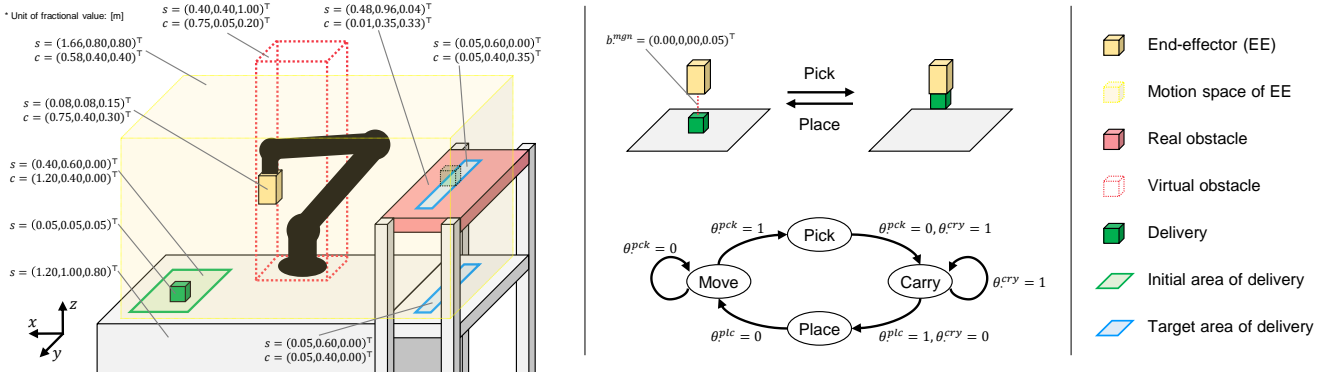 * Unit of fractional value: [m]
s = (0.40,0.40,1.00)ᵀ
c = (0.75,0.05,0.20)ᵀ
s = (0.48,0.96,0.04)ᵀ
c = (0.01,0.35,0.33)ᵀ
s = (1.66,0.80,0.80)ᵀ
c = (0.58,0.40,0.40)ᵀ
s = (0.05,0.60,0.00)ᵀ
c = (0.05,0.40,0.35)ᵀ
s = (0.08,0.08,0.15)ᵀ
c = (0.75,0.40,0.30)ᵀ
s = (0.40,0.60,0.00)ᵀ
c = (1.20,0.40,0.00)ᵀ
s = (0.05,0.05,0.05)ᵀ
s = (1.20,1.00,0.80)ᵀ
z
x
y
s = (0.05,0.60,0.00)ᵀ
c = (0.05,0.40,0.00)ᵀ
b.ᵐᵍⁿ = (0.00,0.00,0.05)ᵀ
Pick
Place
θ.ᵖᶜᵏ = 1
Pick
θ.ᵖᶜᵏ = 0, θ.ᶜʳʸ = 1
θ.ᵖᶜᵏ = 0
Move
Carry
θ.ᶜʳʸ = 1
θ.ᵖˡᶜ = 0
Place
θ.ᵖˡᶜ = 1, θ.ᶜʳʸ = 0
End-effector (EE)
Motion space of EE
Real obstacle
Virtual obstacle
Delivery
Initial area of delivery
Target area of delivery